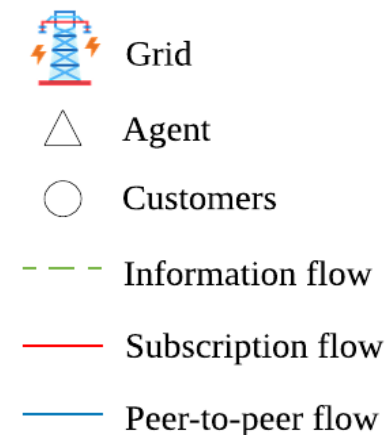 Grid
Agent
Customers
Information flow
Subscription flow
Peer-to-peer flow